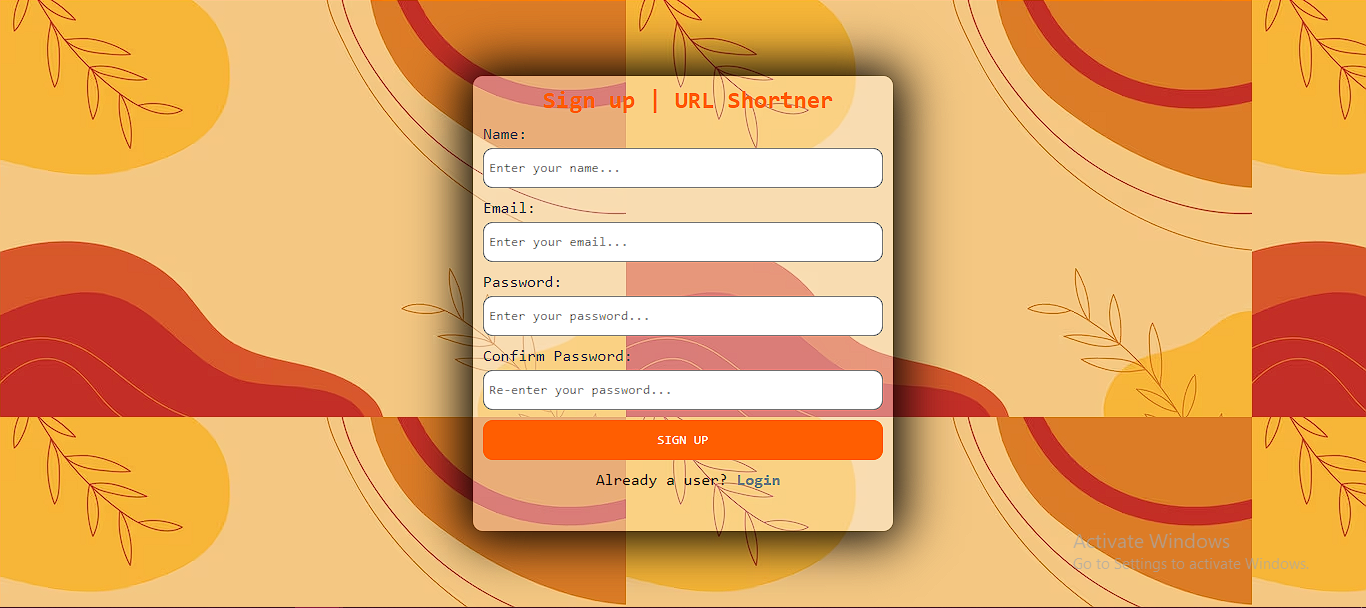 Sign up | URL Shortner
Name:
Enter your name...
Email:
Enter your email...
Password:
Enter your password...
Confirm Password:
Re-enter your password...
SIGN UP
Already a user? Login
Activate Windows
Go to Settings to activate Windows.